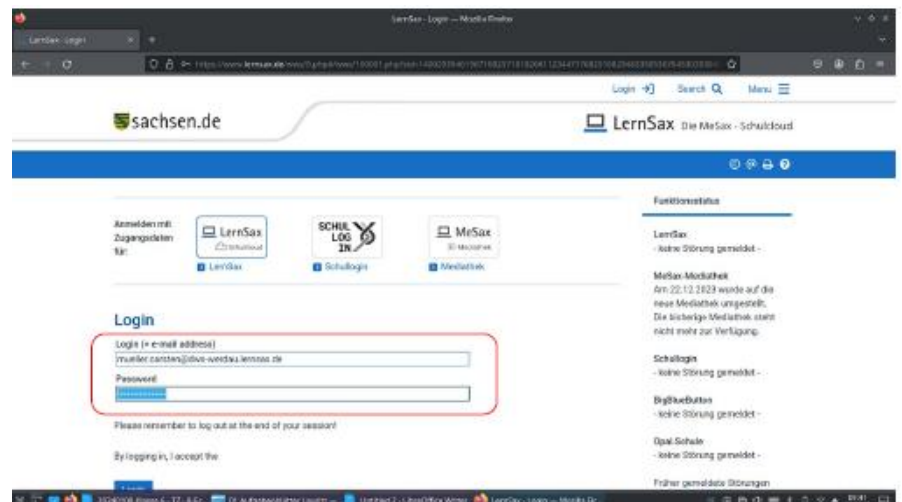 LernSax - Login — Mozilla Firefox
LernSax - Login
Login
Search
Menu
sachsen.de
LernSax Die MeSax - Schulcloud
Anmelden mit
Zugangsdaten
für:
LernSax
LernSax
SCHUL
LOG
IN
Schullogin
MeSax
Mediathek
Login
Login (= e-mail address)
mueller.carsten@dws-werdau.lernsax.de
Password
Please remember to log out at the end of your session!
By logging in, I accept the
Funktionsstatus
LernSax
- keine Störung gemeldet -
MeSax-Mediathek
Am 22.12.2023 wurde auf die
neue Mediathek umgestellt.
Die bisherige Mediathek steht
nicht mehr zur Verfügung.
Schullogin
- keine Störung gemeldet -
BigBlueButton
- keine Störung gemeldet -
Opal Schule
- keine Störung gemeldet -
Früher gemeldete Störungen